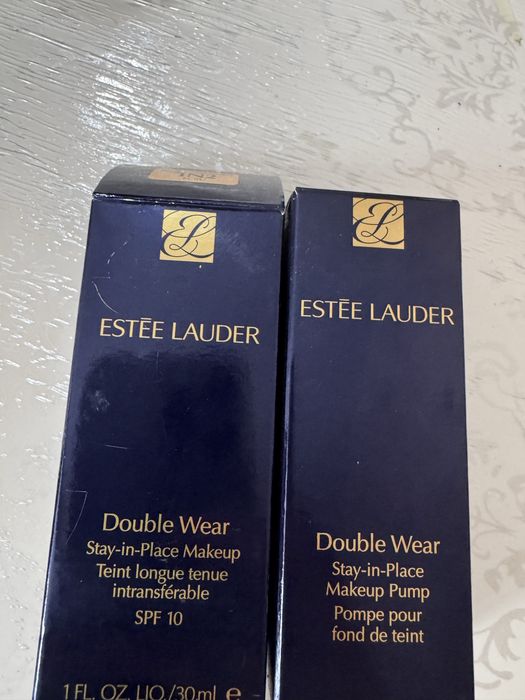 1N2
ESTĒE LAUDER
Double Wear
Stay-in-Place Makeup
Teint longue tenue
intransférable
SPF 10
1 FL. OZ. LIQ./30 ml e
ESTĒE LAUDER
Double Wear
Stay-in-Place
Makeup Pump
Pompe pour
fond de teint